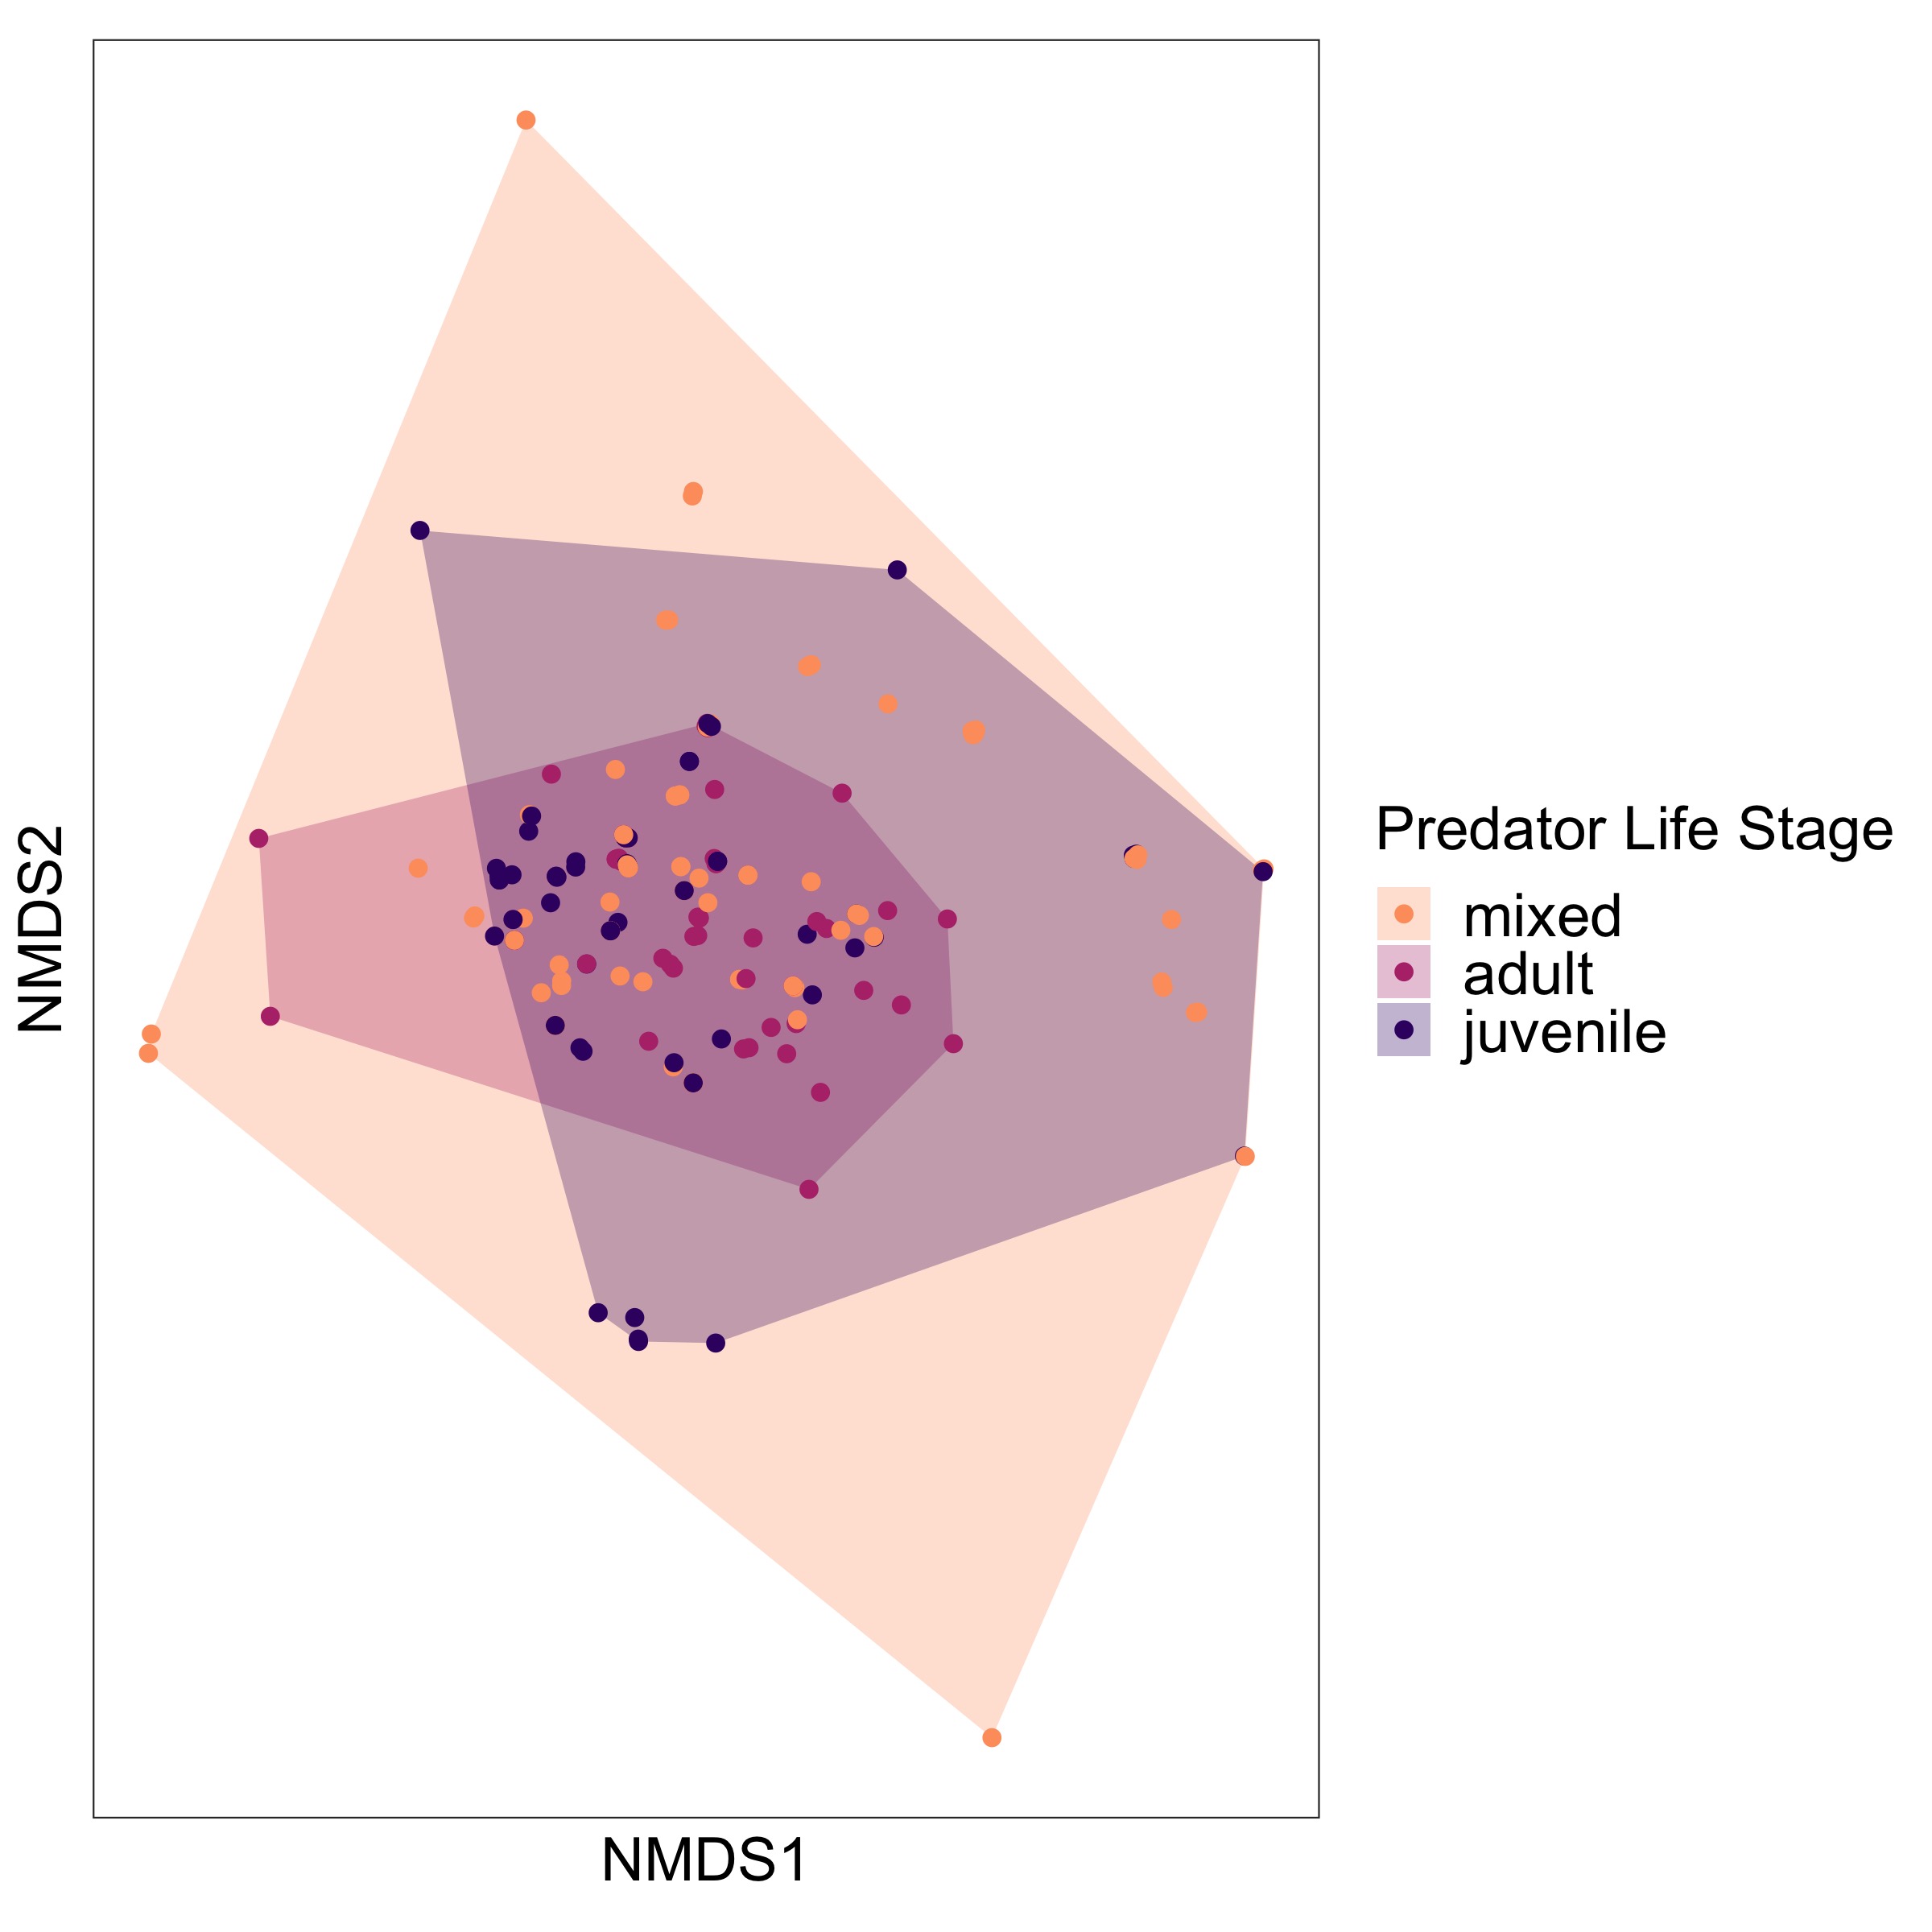 NMDS2
NMDS1
Predator Life Stage
mixed
adult
juvenile